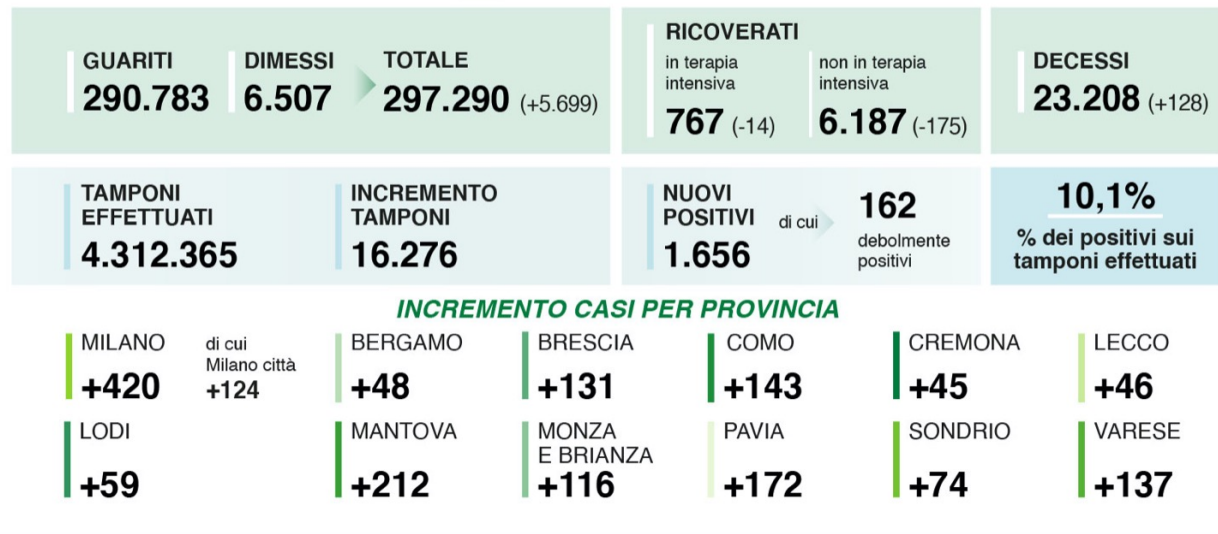 GUARITI
290.783
DIMESSI
6.507
TOTALE
297.290 (+5.699)
RICOVERATI
in terapia
intensiva
767 (-14)
non in terapia
intensiva
6.187 (-175)
DECESSI
23.208 (+128)
TAMPONI
EFFETTUATI
4.312.365
INCREMENTO
TAMPONI
16.276
NUOVI
POSITIVI
1.656
di cui
162
debolmente
positivi
10,1%
% dei positivi sui
tamponi effettuati
INCREMENTO CASI PER PROVINCIA
MILANO
+420
di cui
Milano città
+124
BERGAMO
+48
BRESCIA
+131
COMO
+143
CREMONA
+45
LECCO
+46
LODI
+59
MANTOVA
+212
MONZA
E BRIANZA
+116
PAVIA
+172
SONDRIO
+74
VARESE
+137